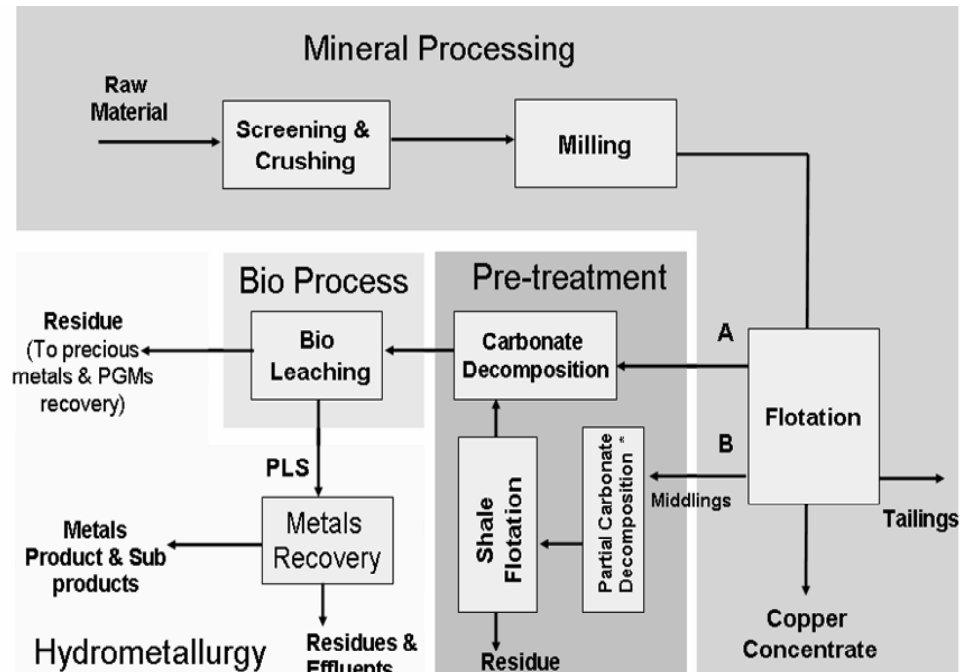 Mineral Processing
Raw
Material
Screening &
Crushing
Milling
Bio Process
Pre-treatment
Residue
(To precious
metals & PGMs
recovery)
Bio
Leaching
Carbonate
Decomposition
A
Flotation
B
Middlings
Tailings
PLS
Shale
Flotation
Partial Carbonate
Decomposition *
Metals
Product & Sub
products
Metals
Recovery
Copper
Concentrate
Hydrometallurgy
Residues &
Effluents
Residue